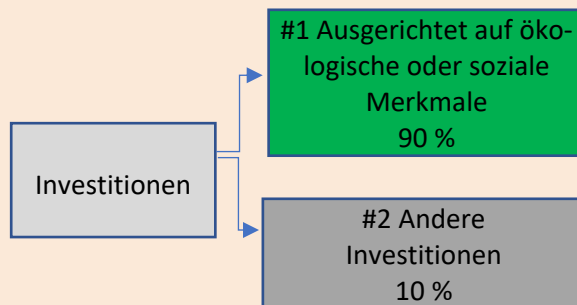 #1 Ausgerichtet auf öko-
logische oder soziale
Merkmale
90 %
Investitionen
#2 Andere
Investitionen
10 %